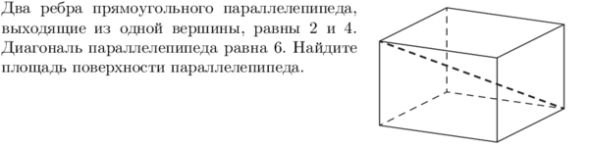 Два ребра прямоугольного параллелепипеда,
выходящие из одной вершины, равны 2 и 4.
Диагональ параллелепипеда равна 6. Найдите
площадь поверхности параллелепипеда.